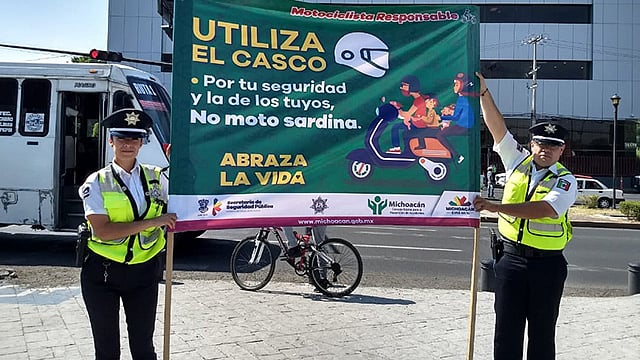 Motociclista Responsable
UTILIZA
EL CASCO
• Por tu seguridad
y la de los tuyos,
No moto sardina.
ABRAZA
LA VIDA
Secretaría de
Seguridad Pública
Michoacán
www.michoacan.gob.mx